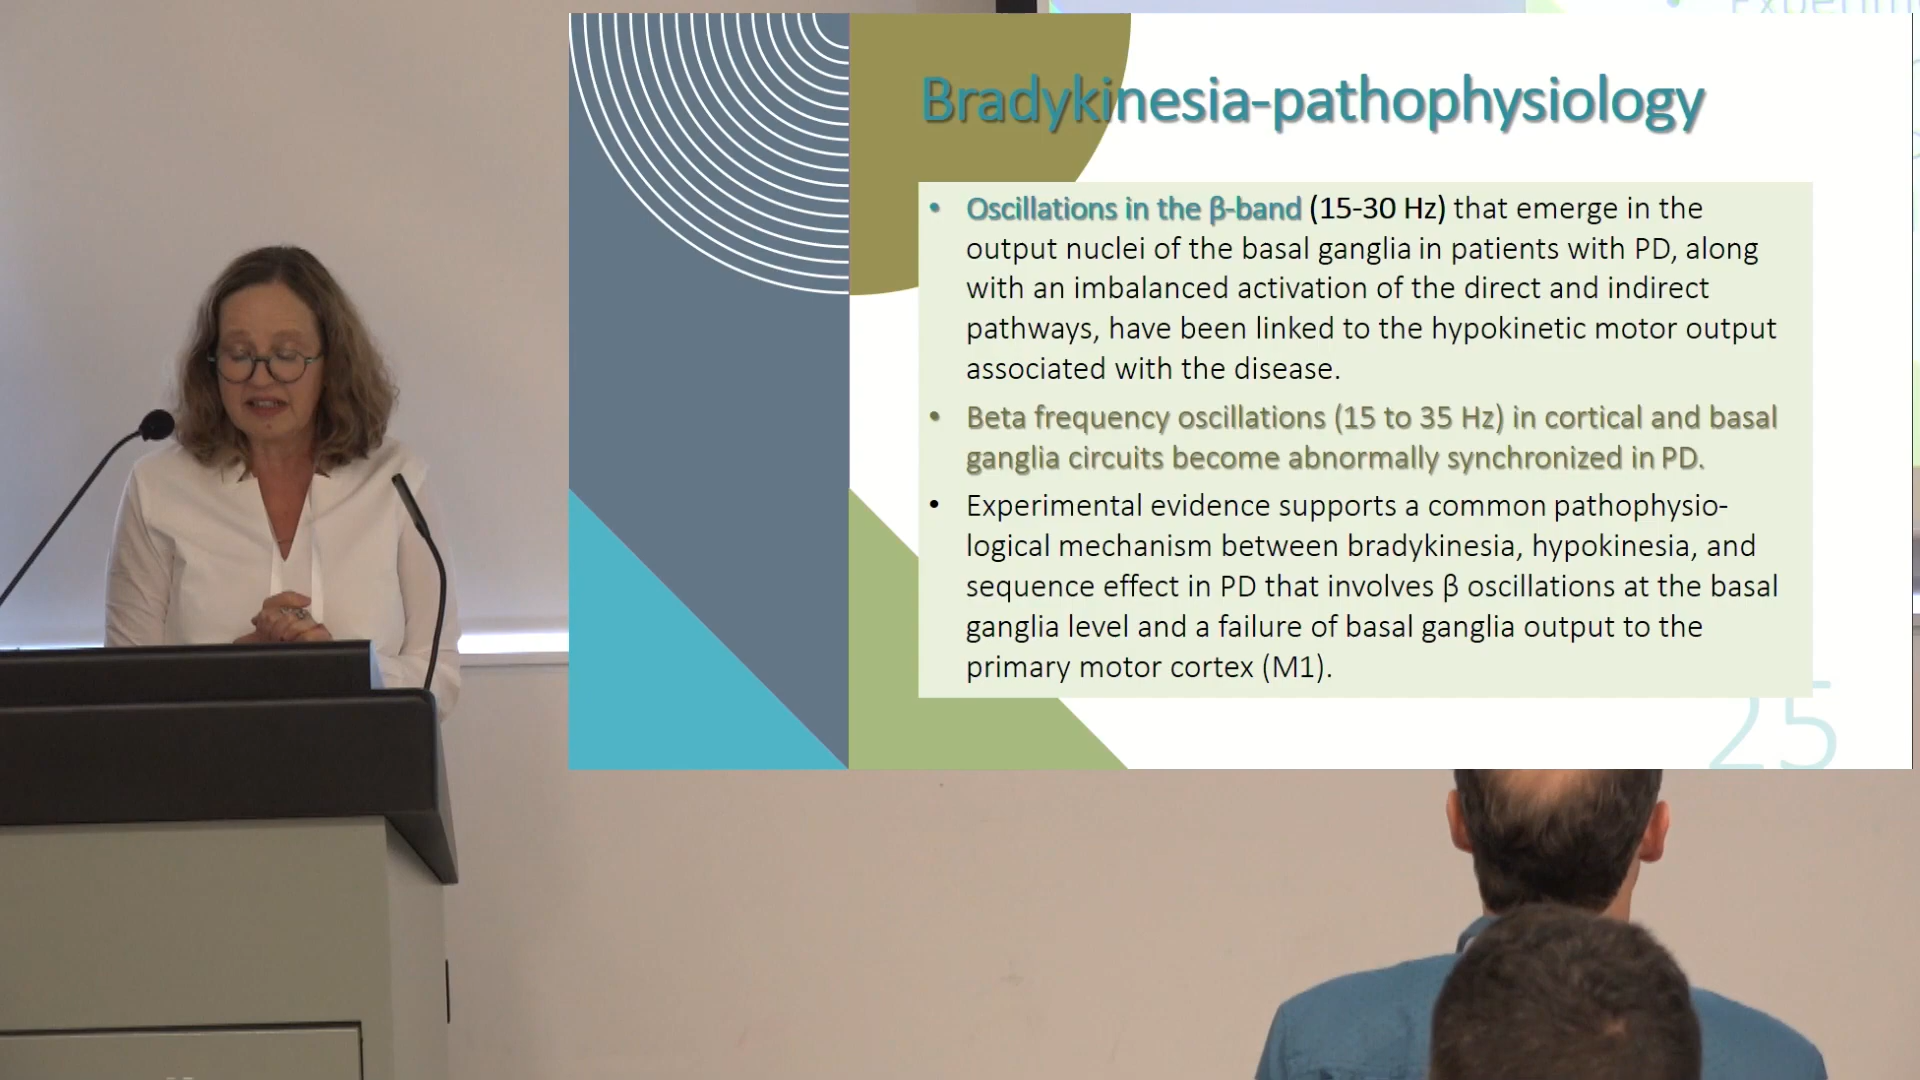 Experim
Bradykinesia-pathophysiology
• Oscillations in the β-band (15-30 Hz) that emerge in the
output nuclei of the basal ganglia in patients with PD, along
with an imbalanced activation of the direct and indirect
pathways, have been linked to the hypokinetic motor output
associated with the disease.
• Beta frequency oscillations (15 to 35 Hz) in cortical and basal
ganglia circuits become abnormally synchronized in PD.
• Experimental evidence supports a common pathophysio-
logical mechanism between bradykinesia, hypokinesia, and
sequence effect in PD that involves β oscillations at the basal
ganglia level and a failure of basal ganglia output to the
primary motor cortex (M1).
25